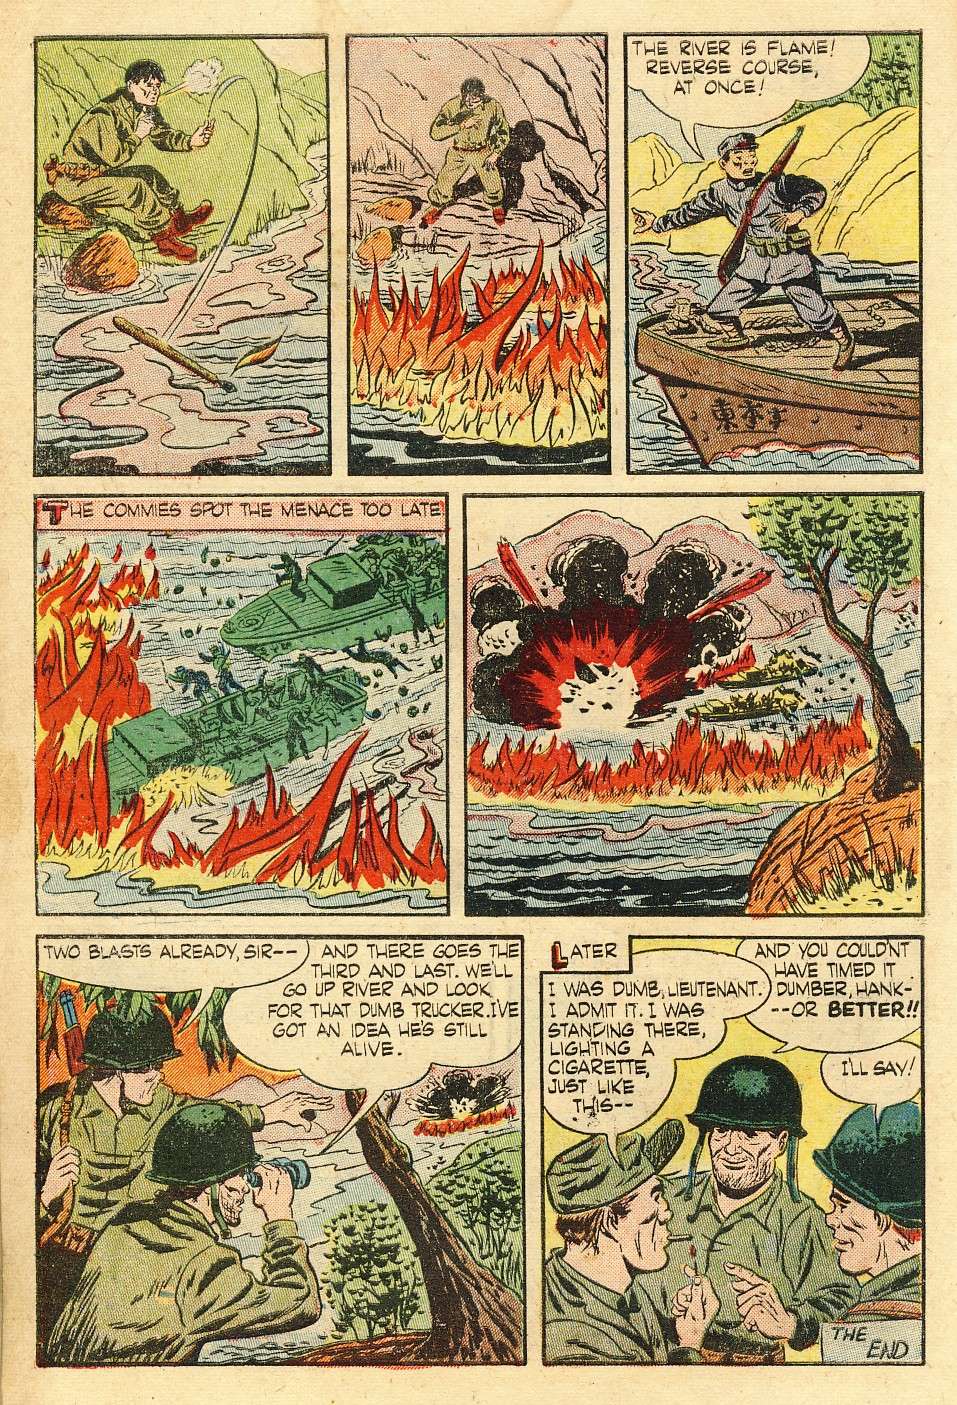 THE RIVER IS FLAME!
REVERSE COURSE,
AT ONCE!
THE COMMIES SPOT THE MENACE TOO LATE
TWO BLASTS ALREADY, SIR--
AND THERE GOES THE
THIRD AND LAST. WE'LL
GO UP RIVER AND LOOK
FOR THAT DUMB TRUCKER. I'VE
GOT AN IDEA HE'S STILL
ALIVE.
LATER
I WAS DUMB, LIEUTENANT.
I ADMIT IT. I WAS
STANDING THERE,
LIGHTING A
CIGARETTE,
JUST LIKE
THIS--
AND YOU COULDN'T
HAVE TIMED IT
DUMBER, HANK-
--OR BETTER!!
I'LL SAY!
THE
END